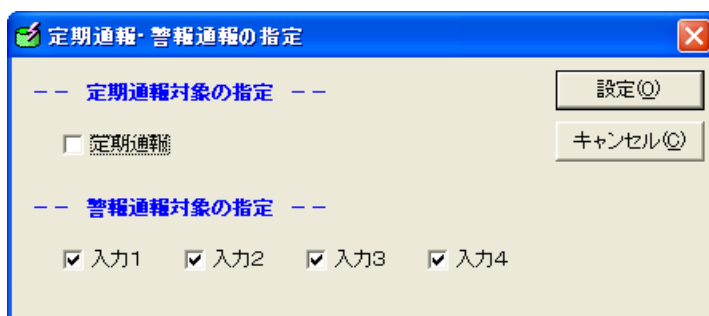 定期通報・警報通報の指定
−− 定期通報対象の指定 −−
設定(O)
定期通報
キャンセル(C)
−− 警報通報対象の指定 −−
入力1 入力2 入力3 入力4